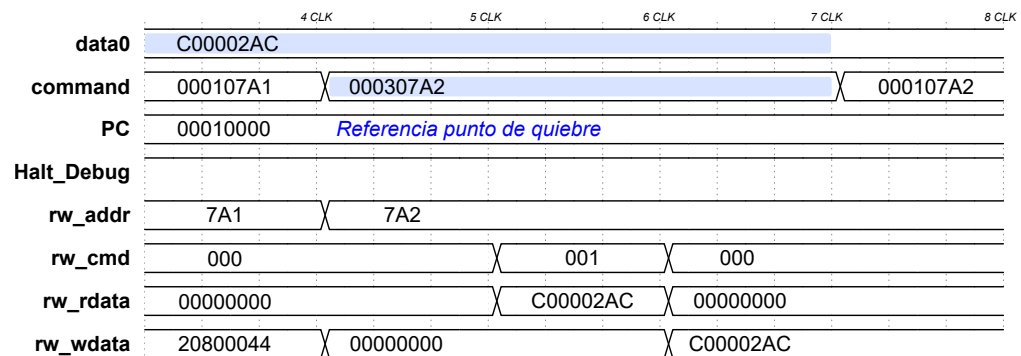 4 CLK 5 CLK 6 CLK 7 CLK 8 CLK
data0 C00002AC
command 000107A1 000307A2 000107A2
PC 00010000 Referencia punto de quiebre
Halt_Debug
rw_addr 7A1 7A2
rw_cmd 000 001 000
rw_rdata 00000000 C00002AC 00000000
rw_wdata 20800044 00000000 C00002AC